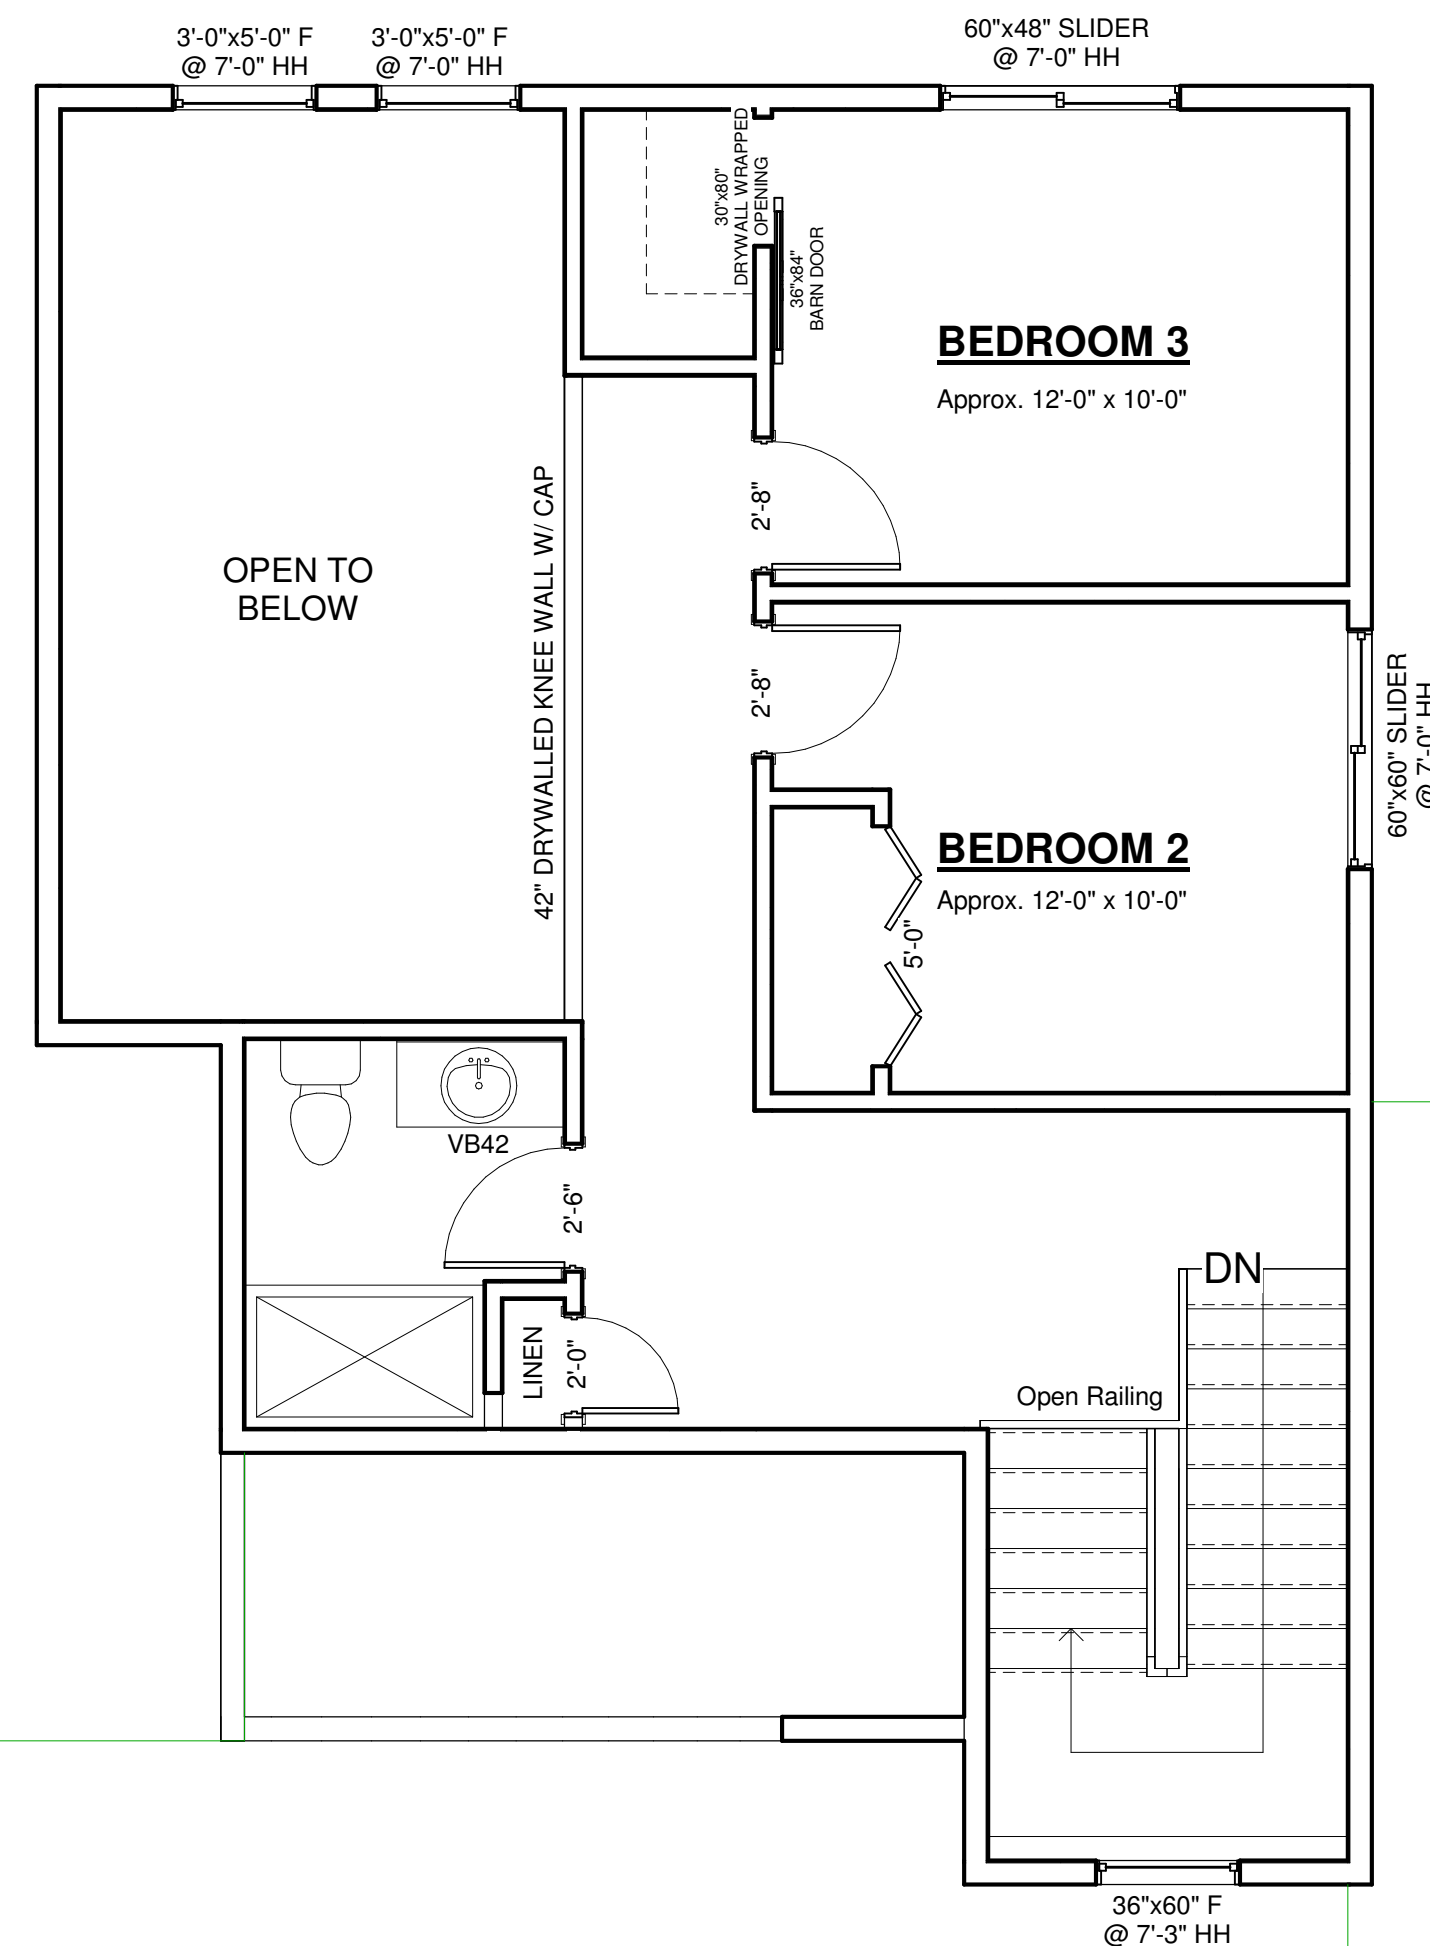 3'-0"x5'-0" F
@ 7'-0" HH
3'-0"x5'-0" F
@ 7'-0" HH
60"x48" SLIDER
@ 7'-0" HH
30"x80"
DRYWALL WRAPPED
OPENING
36"x84"
BARN DOOR
BEDROOM 3
Approx. 12'-0" x 10'-0"
2'-8"
OPEN TO
BELOW
42" DRYWALLED KNEE WALL W/ CAP
2'-8"
60"x60" SLIDER
@ 7'-0" HH
BEDROOM 2
Approx. 12'-0" x 10'-0"
5'-0"
VB42
2'-6"
DN
LINEN
2'-0"
Open Railing
36"x60" F
@ 7'-3" HH